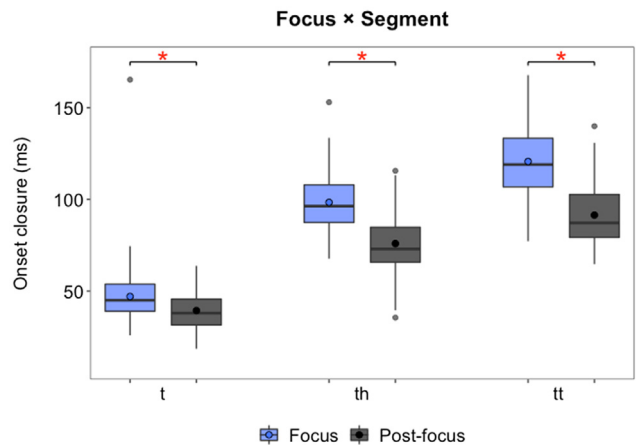 Focus × Segment
* * *
150
100
50
Onset closure (ms)
t th tt
Focus Post-focus